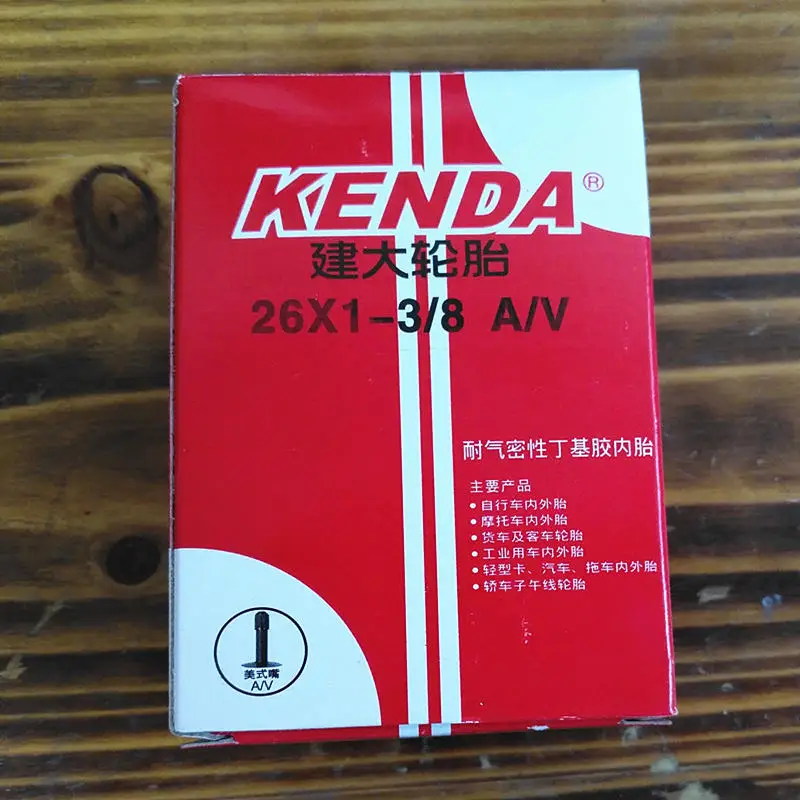 KENDA®
建大轮胎
26X1-3/8 A/V
耐气密性丁基胶内胎
主要产品
• 自行车内外胎
• 摩托车内外胎
• 货车及客车轮胎
• 工业用车内外胎
• 轻型卡、汽车、拖车内外胎
• 轿车子午线轮胎
美式嘴
A/V